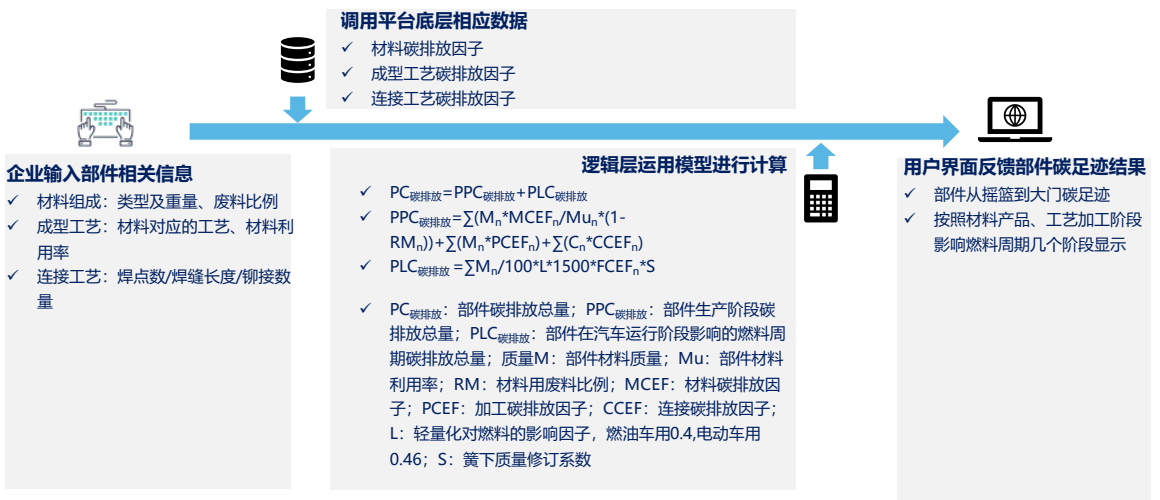 调用平台底层相应数据
✓ 材料碳排放因子
✓ 成型工艺碳排放因子
✓ 连接工艺碳排放因子
企业输入部件相关信息
✓ 材料组成：类型及重量、废料比例
✓ 成型工艺：材料对应的工艺、材料利
用率
✓ 连接工艺：焊点数/焊缝长度/铆接数
量
逻辑层运用模型进行计算
✓ PC碳排放=PPC碳排放+PLC碳排放
✓ PPC碳排放=∑(Mn*MCEFn/Mun*(1-
RMn))+∑(Mn*PCEFn)+∑(Cn*CCEFn)
✓ PLC碳排放 =∑Mn/100*L*1500*FCEFn*S
✓ PC碳排放：部件碳排放总量；PPC碳排放：部件生产阶段碳
排放总量；PLC碳排放：部件在汽车运行阶段影响的燃料周
期碳排放总量；质量M：部件材料质量；Mu：部件材料
利用率；RM：材料用废料比例；MCEF：材料碳排放因
子；PCEF：加工碳排放因子；CCEF：连接碳排放因子；
L：轻量化对燃料的影响因子，燃油车用0.4,电动车用
0.46；S：簧下质量修订系数
用户界面反馈部件碳足迹结果
✓ 部件从摇篮到大门碳足迹
✓ 按照材料产品、工艺加工阶段
影响燃料周期几个阶段显示